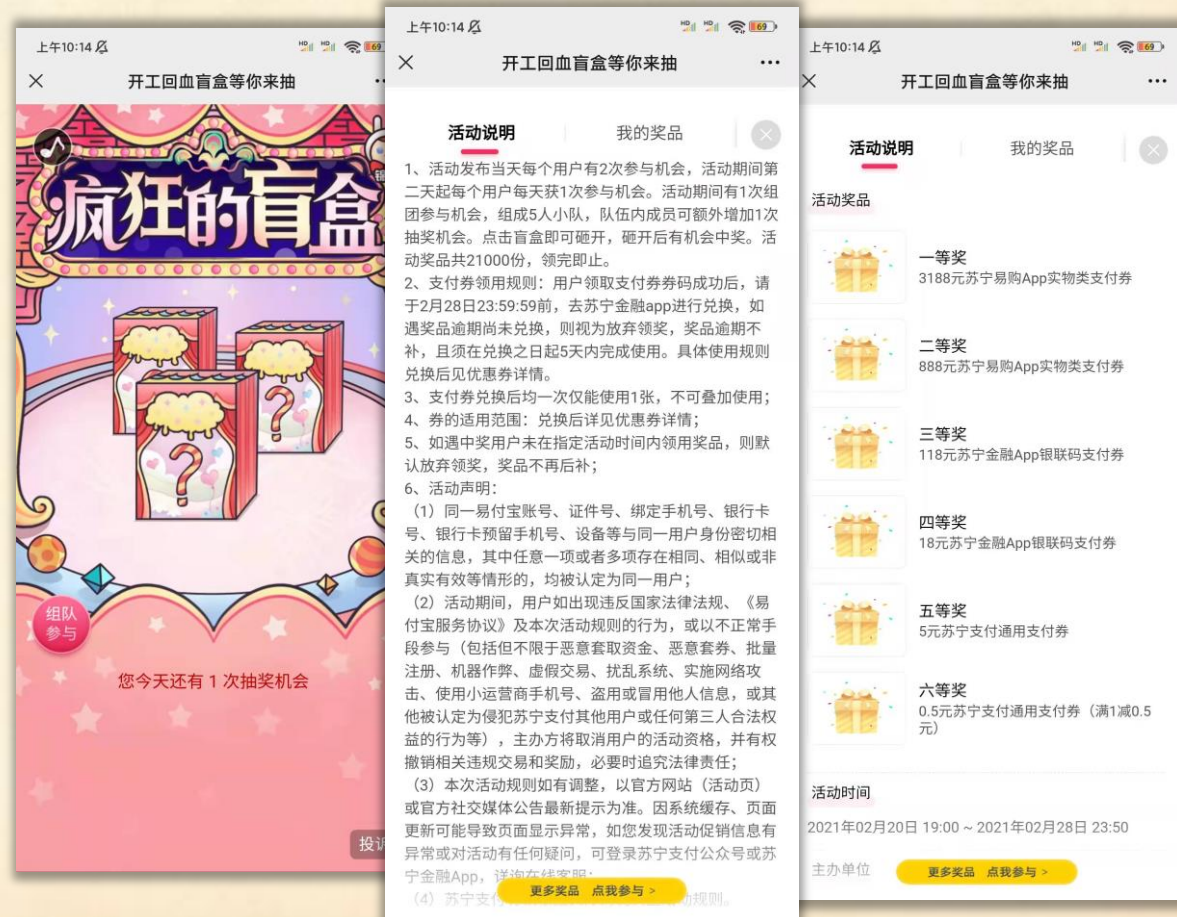 上午10:14
HD HD 69
开工回血盲盒等你来抽
疯狂的盲盒
组队
参与
您今天还有 1 次抽奖机会
投诉
上午10:14
HD HD 69
开工回血盲盒等你来抽
活动说明 我的奖品
1、活动发布当天每个用户有2次参与机会，活动期间第
二天起每个用户每天获1次参与机会。活动期间有1次组
团参与机会，组成5人小队，队伍内成员可额外增加1次
抽奖机会。点击盲盒即可砸开，砸开后有机会中奖。活
动奖品共21000份，领完即止。
2、支付券领用规则：用户领取支付券券码成功后，请
于2月28日23:59:59前，去苏宁金融app进行兑换，如
遇奖品逾期尚未兑换，则视为放弃领奖，奖品逾期不
补，且须在兑换之日起5天内完成使用。具体使用规则
兑换后见优惠券详情。
3、支付券兑换后均一次仅能使用1张，不可叠加使用；
4、券的适用范围：兑换后详见优惠券详情；
5、如遇中奖用户未在指定活动时间内领用奖品，则默
认放弃领奖，奖品不再后补；
6、活动声明：
（1）同一易付宝账号、证件号、绑定手机号、银行卡
号、银行卡预留手机号、设备等与同一用户身份密切相
关的信息，其中任意一项或者多项存在相同、相似或非
真实有效等情形的，均被认定为同一用户；
（2）活动期间，用户如出现违反国家法律法规、《易
付宝服务协议》及本次活动规则的行为，或以不正常手
段参与（包括但不限于恶意套取资金、恶意套券、批量
注册、机器作弊、虚假交易、扰乱系统、实施网络攻
击、使用小运营商手机号、盗用或冒用他人信息，或其
他被认定为侵犯苏宁支付其他用户或任何第三人合法权
益的行为等），主办方将取消用户的活动资格，并有权
撤销相关违规交易和奖励，必要时追究法律责任；
（3）本次活动规则如有调整，以官方网站（活动页）
或官方社交媒体公告最新提示为准。因系统缓存、页面
更新可能导致页面显示异常，如您发现活动促销信息有
异常或对活动有任何疑问，可登录苏宁支付公众号或苏
宁金融App，详询在线客服；
（4）苏宁支付 动规则。
更多奖品 点我参与 >
上午10:14
HD HD 69
开工回血盲盒等你来抽
活动说明 我的奖品
活动奖品
一等奖
3188元苏宁易购App实物类支付券
二等奖
888元苏宁易购App实物类支付券
三等奖
118元苏宁金融App银联码支付券
四等奖
18元苏宁金融App银联码支付券
五等奖
5元苏宁支付通用支付券
六等奖
0.5元苏宁支付通用支付券（满1减0.5
元）
活动时间
2021年02月20日 19:00 ~ 2021年02月28日 23:50
主办单位
更多奖品 点我参与 >